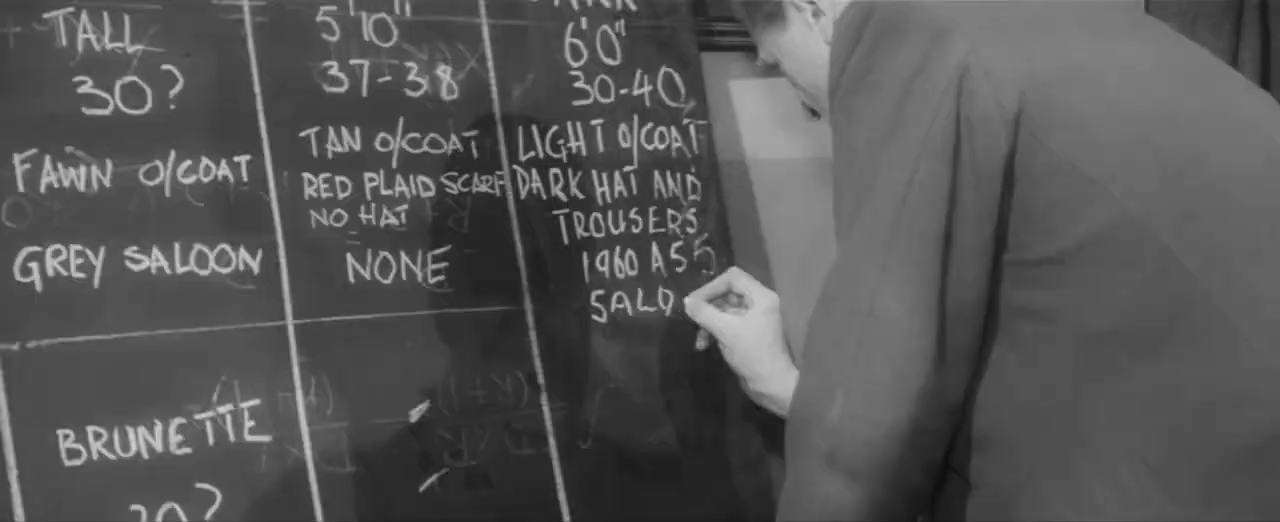 TALL
30?
FAWN O/COAT
GREY SALOON
5'10"
37-38
TAN O/COAT
RED PLAID SCARF
NO HAT
NONE
6'0"
30-40
LIGHT O/COAT
DARK HAT AND
TROUSERS
1960 A55
SALO
BRUNETTE